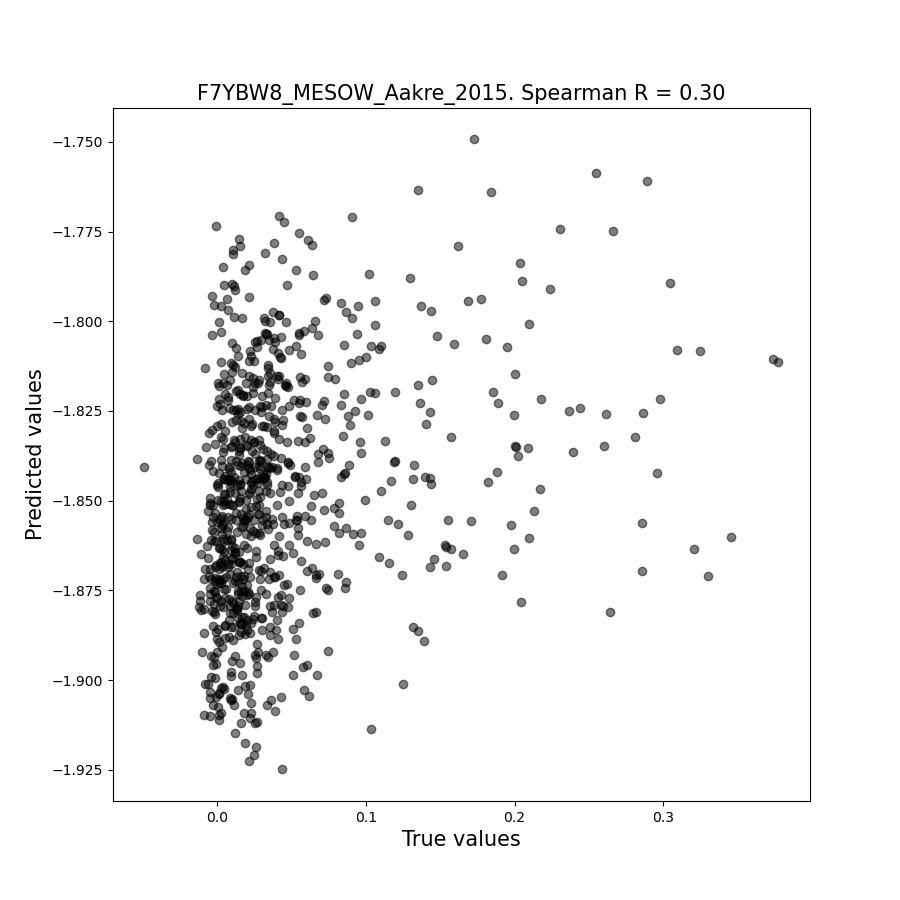 F7YBW8_MESOW_Aakre_2015. Spearman R = 0.30
Predicted values
−1.750
−1.775
−1.800
−1.825
−1.850
−1.875
−1.900
−1.925
0.0 0.1 0.2 0.3
True values